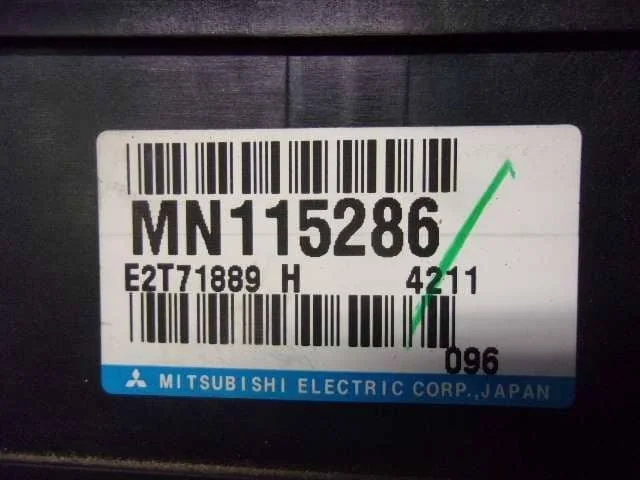 MN115286
E2T71889 H 4211
096
MITSUBISHI ELECTRIC CORP.,JAPAN